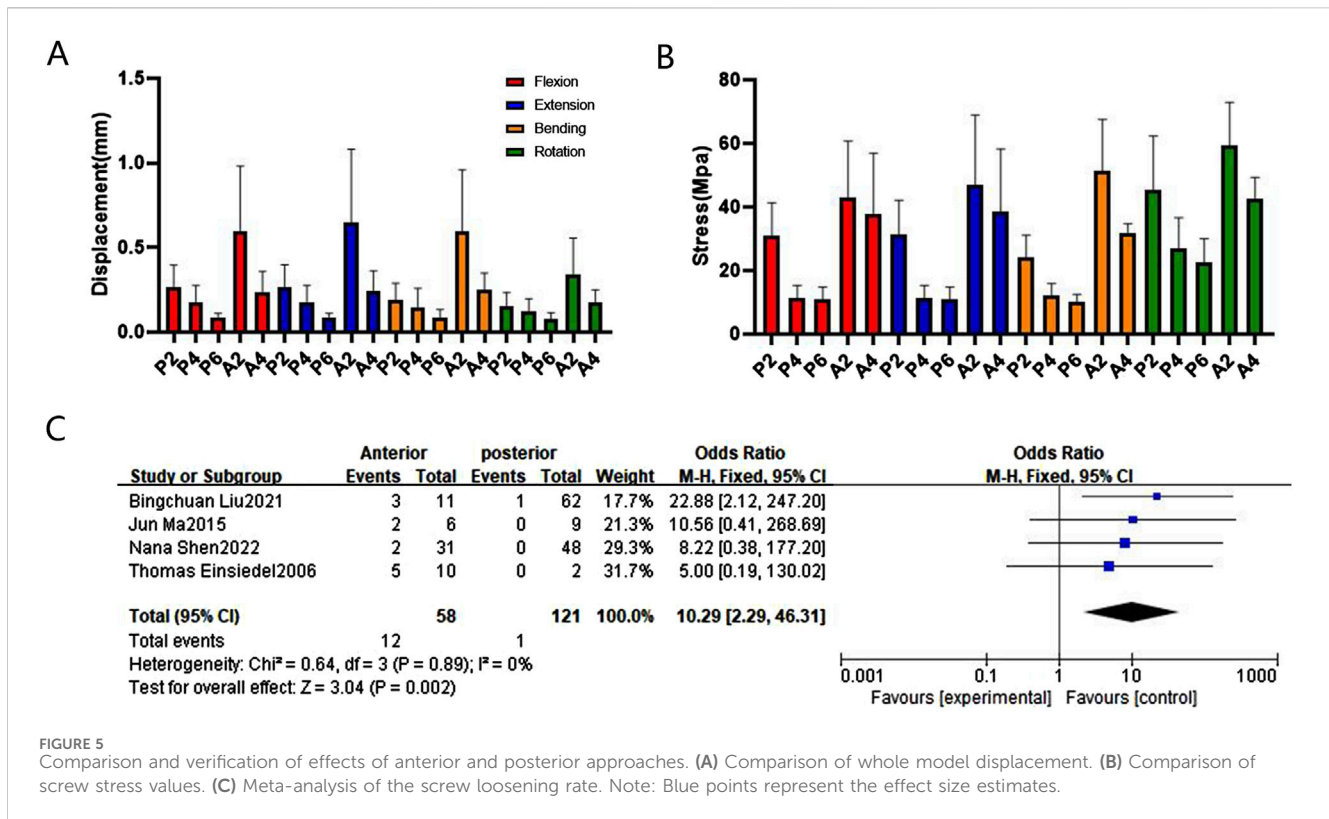 A
Displacement(mm)
1.5
1.0
0.5
0.0
Flexion
Extension
Bending
Rotation
P2 P4 P6 A2 A4 P2 P4 P6 A2 A4 P2 P4 P6 A2 A4 P2 P4 P6 A2 A4
B
Stress(Mpa)
80
60
40
20
0
P2 P4 P6 A2 A4 P2 P4 P6 A2 A4 P2 P4 P6 A2 A4 P2 P4 P6 A2 A4
C
Anterior posterior Odds Ratio Odds Ratio
Study or Subgroup Events Total Events Total Weight M-H, Fixed, 95% CI M-H, Fixed, 95% CI
Bingchuan Liu2021 3 11 1 62 17.7% 22.88 [2.12, 247.20]
Jun Ma2015 2 6 0 9 21.3% 10.56 [0.41, 268.69]
Nana Shen2022 2 31 0 48 29.3% 8.22 [0.38, 177.20]
Thomas Einsiedel2006 5 10 0 2 31.7% 5.00 [0.19, 130.02]
Total (95% CI) 58 121 100.0% 10.29 [2.29, 46.31]
Total events 12 1
Heterogeneity: Chi² = 0.64, df = 3 (P = 0.89); I² = 0%
Test for overall effect: Z = 3.04 (P = 0.002)
0.001 0.1 1 10 1000
Favours [experimental] Favours [control]
FIGURE 5
Comparison and verification of effects of anterior and posterior approaches. (A) Comparison of whole model displacement. (B) Comparison of
screw stress values. (C) Meta-analysis of the screw loosening rate. Note: Blue points represent the effect size estimates.